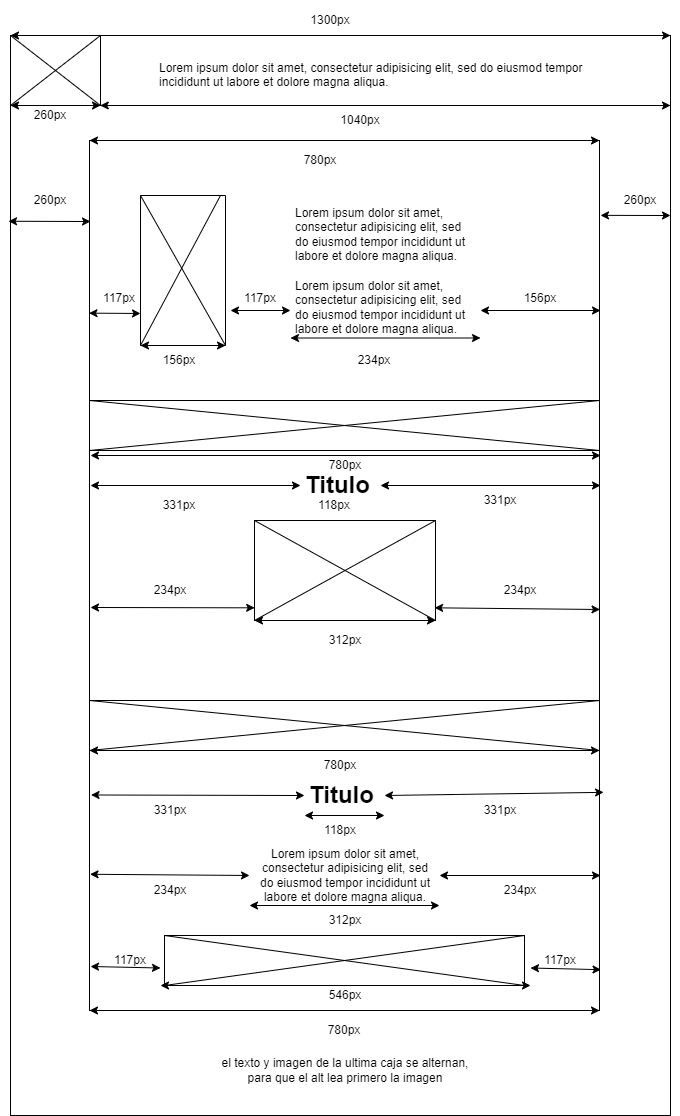 1300px
Lorem ipsum dolor sit amet, consectetur adipisicing elit, sed do eiusmod tempor
incididunt ut labore et dolore magna aliqua.
260px
1040px
780px
260px
260px
Lorem ipsum dolor sit amet,
consectetur adipisicing elit, sed
do eiusmod tempor incididunt ut
labore et dolore magna aliqua.
Lorem ipsum dolor sit amet,
consectetur adipisicing elit, sed
do eiusmod tempor incididunt ut
labore et dolore magna aliqua.
117px
117px
156px
156px
234px
780px
Titulo
331px
118px
331px
234px
234px
312px
780px
Titulo
331px
331px
118px
Lorem ipsum dolor sit amet,
consectetur adipisicing elit, sed
do eiusmod tempor incididunt ut
labore et dolore magna aliqua.
234px
234px
312px
117px
117px
546px
780px
el texto y imagen de la ultima caja se alternan,
para que el alt lea primero la imagen